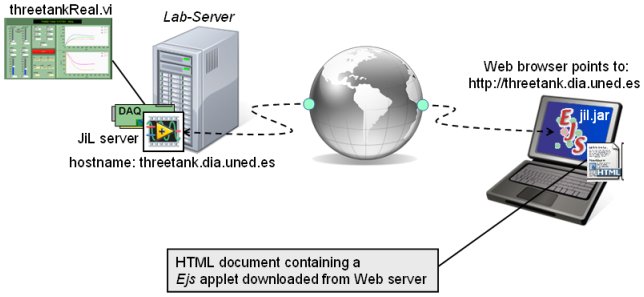 threetankReal.vi
Lab-Server
DAQ
JiL server
hostname: threetank.dia.uned.es
Web browser points to:
http://threetank.dia.uned.es
jil.jar
EJS
HTML
HTML document containing a
Ejs applet downloaded from Web server